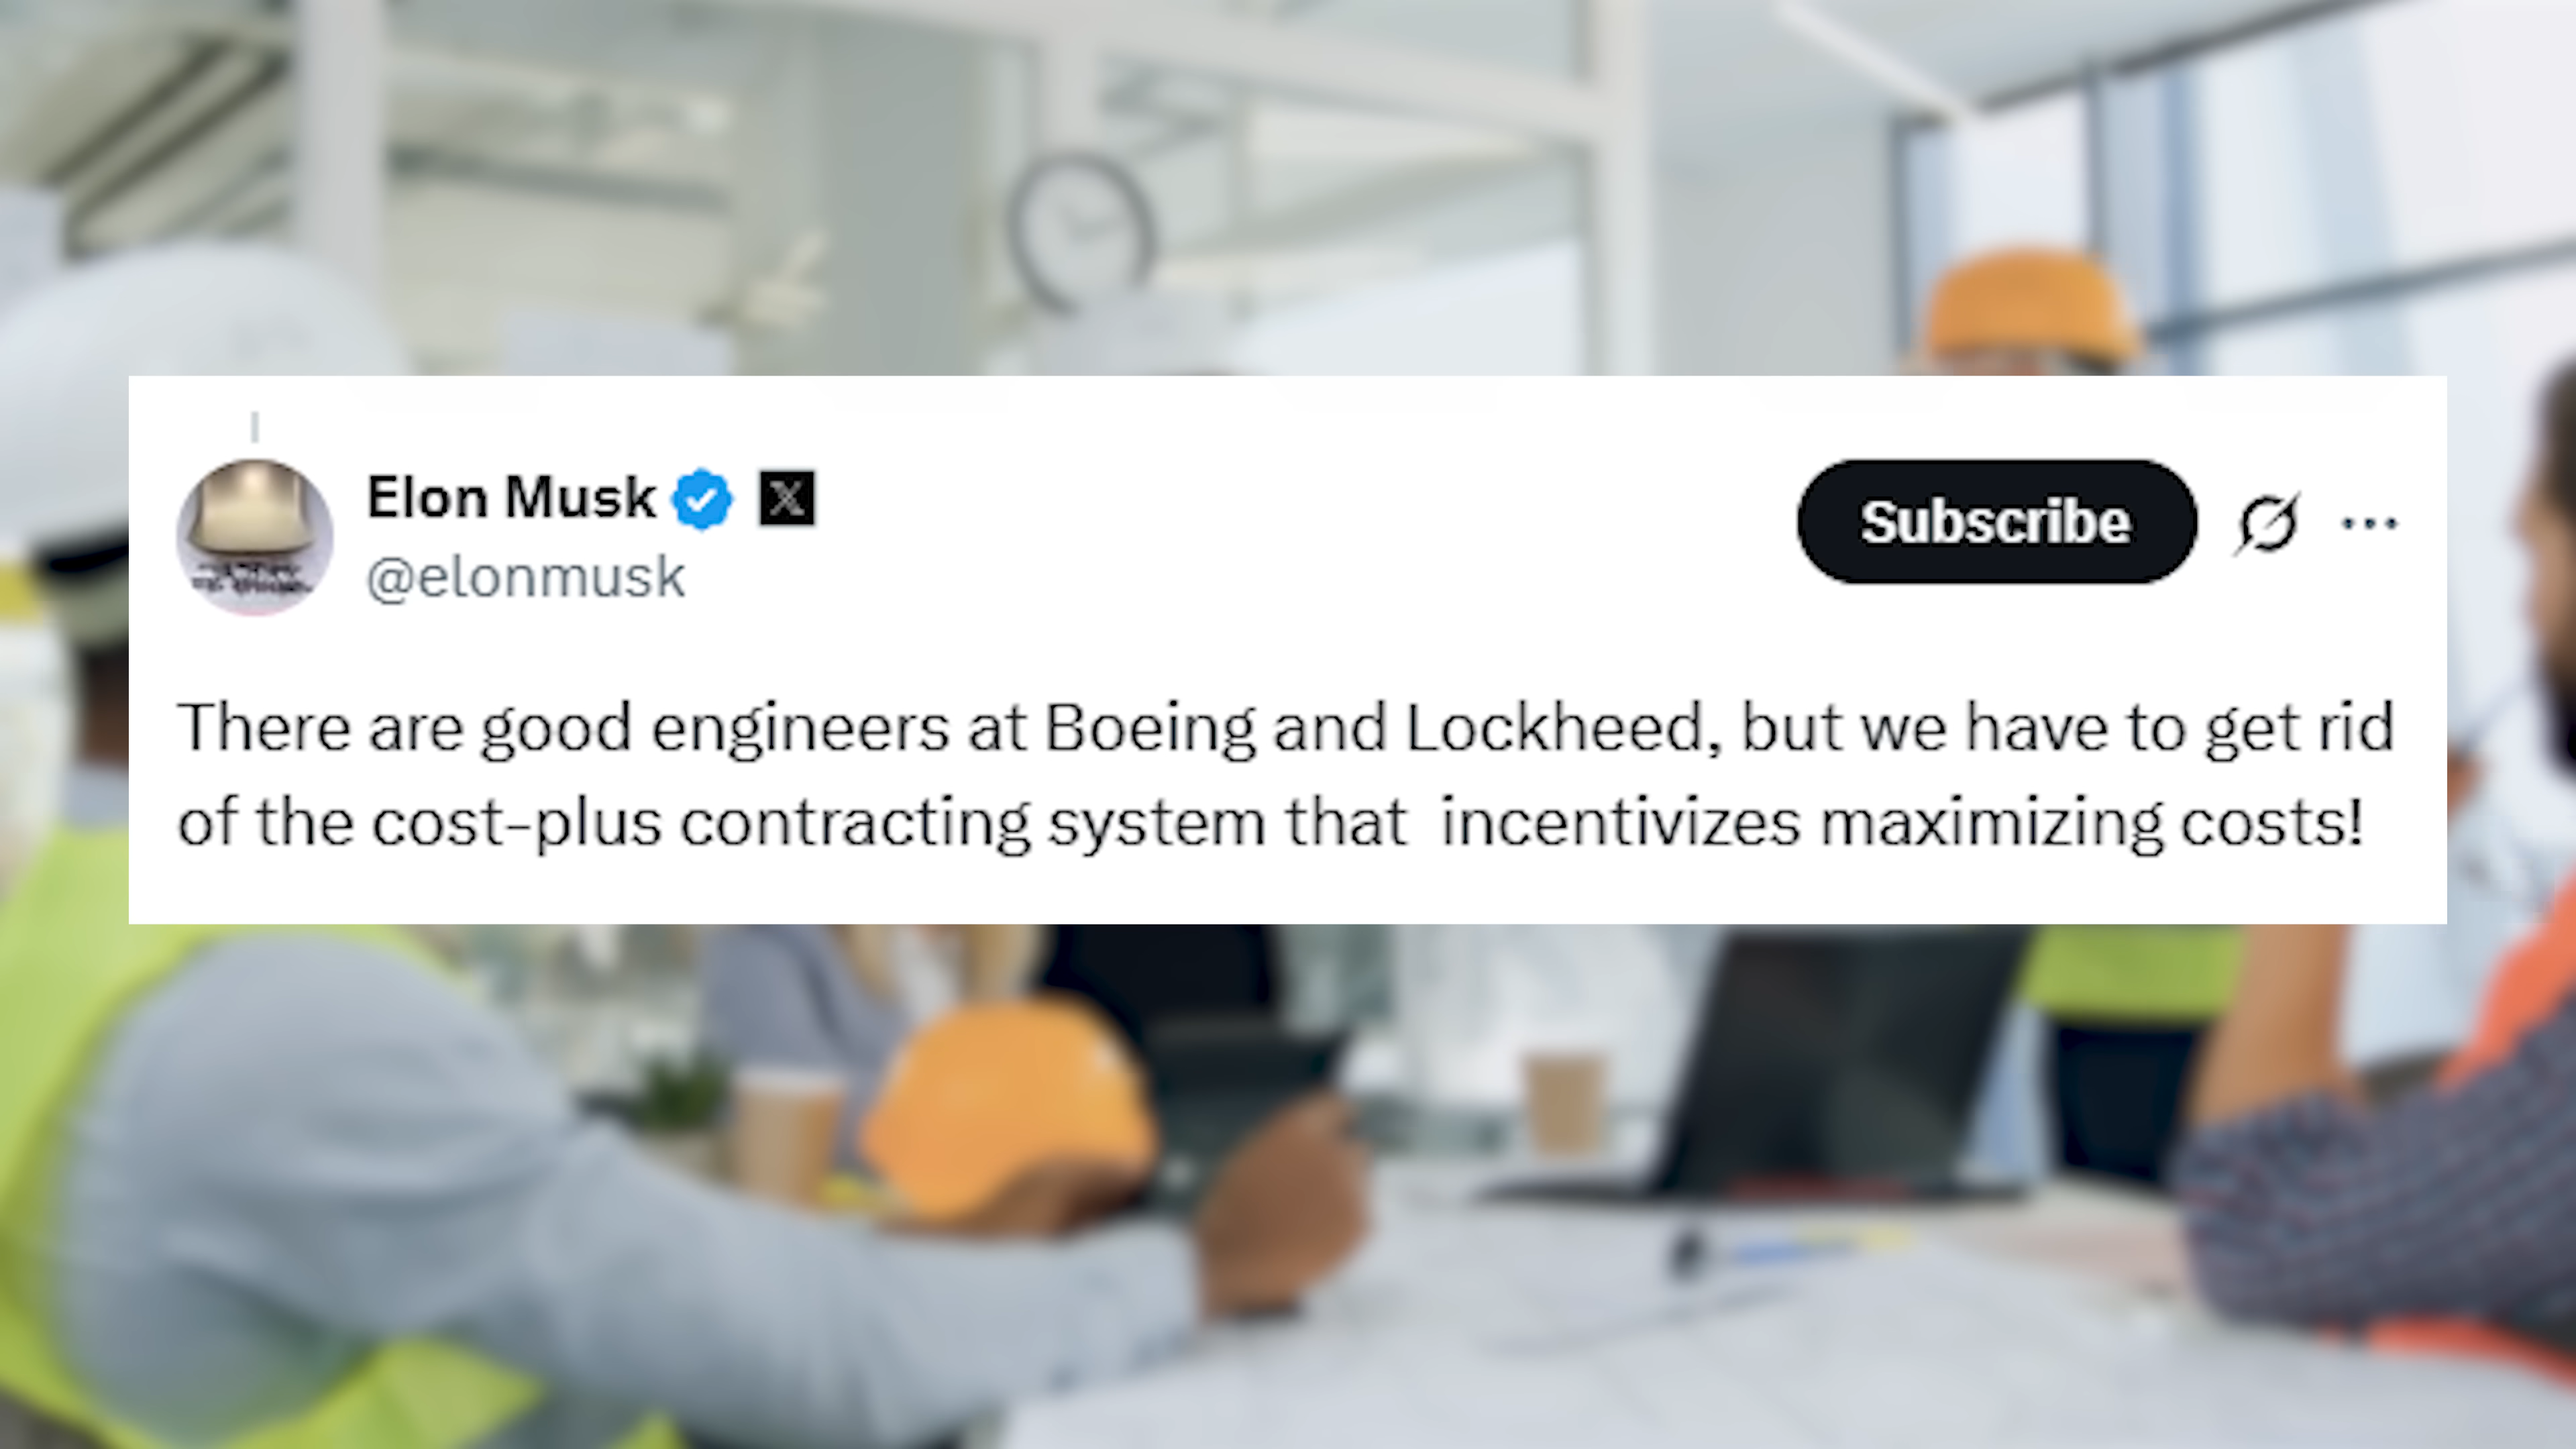 Elon Musk
@elonmusk
Subscribe
There are good engineers at Boeing and Lockheed, but we have to get rid
of the cost-plus contracting system that  incentivizes maximizing costs!